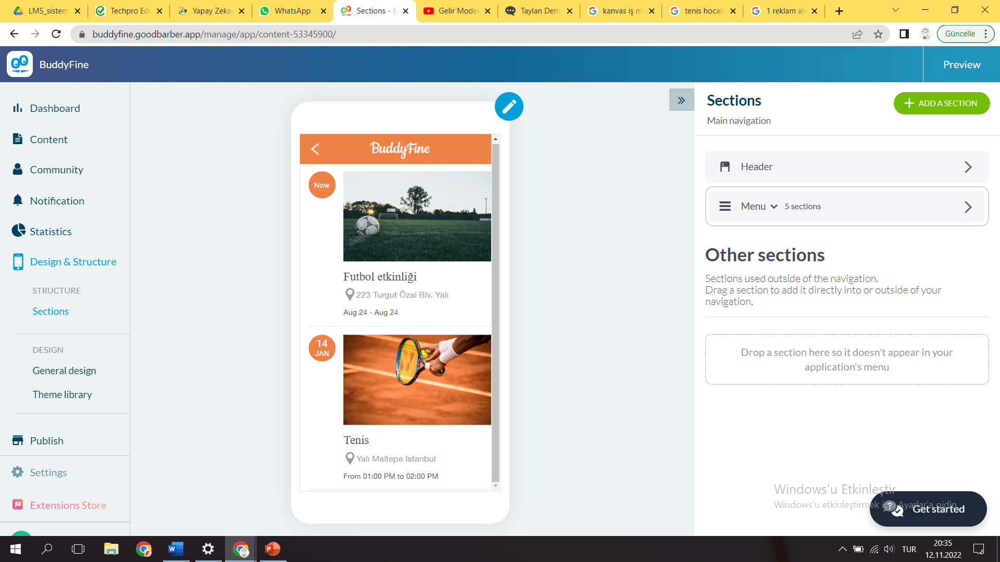 LMS_sistem
Techpro Edu
Yapay Zeka
WhatsApp
Sections - B
Gelir Model
Taylan Dem
kanvas iş m
tenis hocas
1 reklam al
buddyfine.goodbarber.app/manage/app/content-53345900/
Güncelle
BuddyFine
Preview
Dashboard
Content
Community
Notification
Statistics
Design & Structure
STRUCTURE
Sections
DESIGN
General design
Theme library
Publish
Settings
Extensions Store
BuddyFine
Now
Futbol etkinliği
223 Turgut Özal Blv. Yalı
Aug 24 - Aug 24
14
JAN
Tenis
Yalı Maltepe Istanbul
From 01:00 PM to 02:00 PM
Sections
Main navigation
ADD A SECTION
Header
Menu 5 sections
Other sections
Sections used outside of the navigation.
Drag a section to add it directly into or outside of your
navigation.
Drop a section here so it doesn't appear in your
application's menu
Windows'u Etkinleştir
Windows'u etkinleştirmek için Ayarlar'a gidin.
Get started
TUR
20:35
12.11.2022